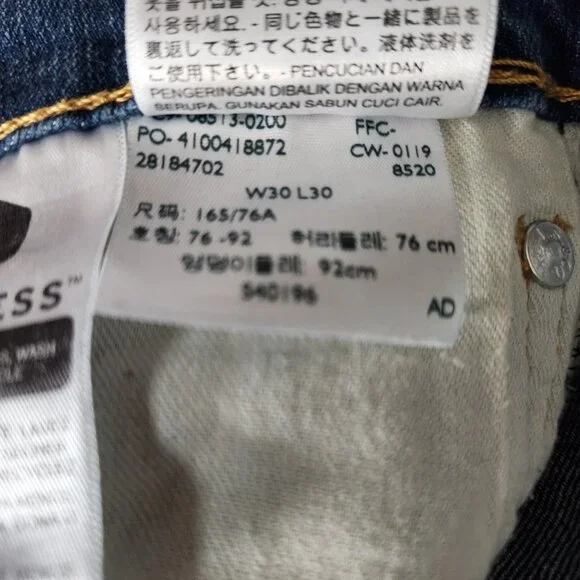 사용하세요. - 同じ色物と一緒に製品を
裏返して洗ってください。液体洗剤を
ご使用下さい。- PENCUCIAN DAN
PENGERINGAN DIBALIK DENGAN WARNA
SERUPA. GUNAKAN SABUN CUCI CAIR.
08513-0200 FFC-
PO- 4100418872 CW- 0119
28184702 8520
W30 L30
尺码: 165/76A
호칭: 76 -92 허리둘레: 76 cm
엉덩이둘레: 92cm
540196 AD
ESS™
WASH